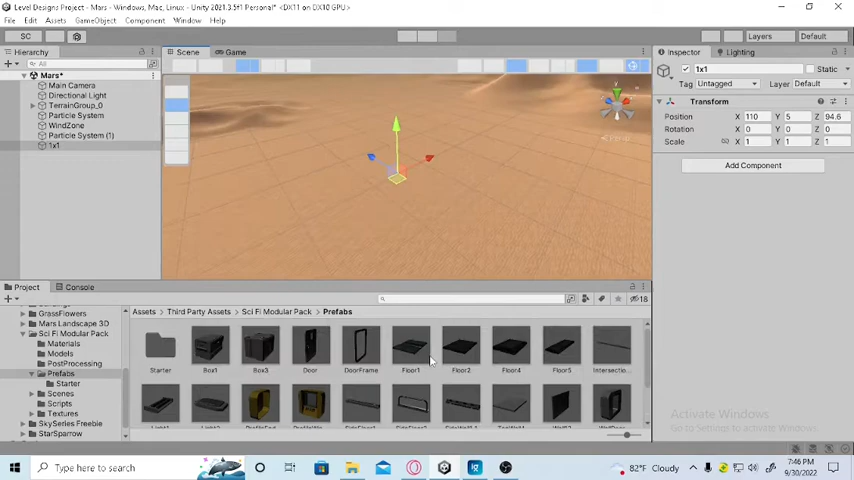 Level Designs Project - Mars - Windows, Mac, Linux - Unity 2021.3.5f1 Personal* <DX11 on DX10 GPU>
File Edit Assets GameObject Component Window Help
SC
Layers
Default
Hierarchy
All
Mars*
Main Camera
Directional Light
TerrainGroup_0
Particle System
WindZone
Particle System (1)
1x1
Scene
Game
Inspector
Lighting
1x1
Static
Tag Untagged
Layer Default
Transform
Position X 110 Y 5 Z 94.6
Rotation X 0 Y 0 Z 0
Scale X 1 Y 1 Z 1
Add Component
Project
Console
18
GrassFlowers
Mars Landscape 3D
Sci Fi Modular Pack
Materials
Models
PostProcessing
Prefabs
Starter
Scenes
Scripts
Textures
SkySeries Freebie
StarSparrow
Assets Third Party Assets Sci Fi Modular Pack Prefabs
Starter Box1 Box3 Door DoorFrame Floor1 Floor2 Floor4 Floor5 Intersectio...
Activate Windows
Go to Settings to activate Windows.
Type here to search
82°F Cloudy
7:46 PM
9/30/2022